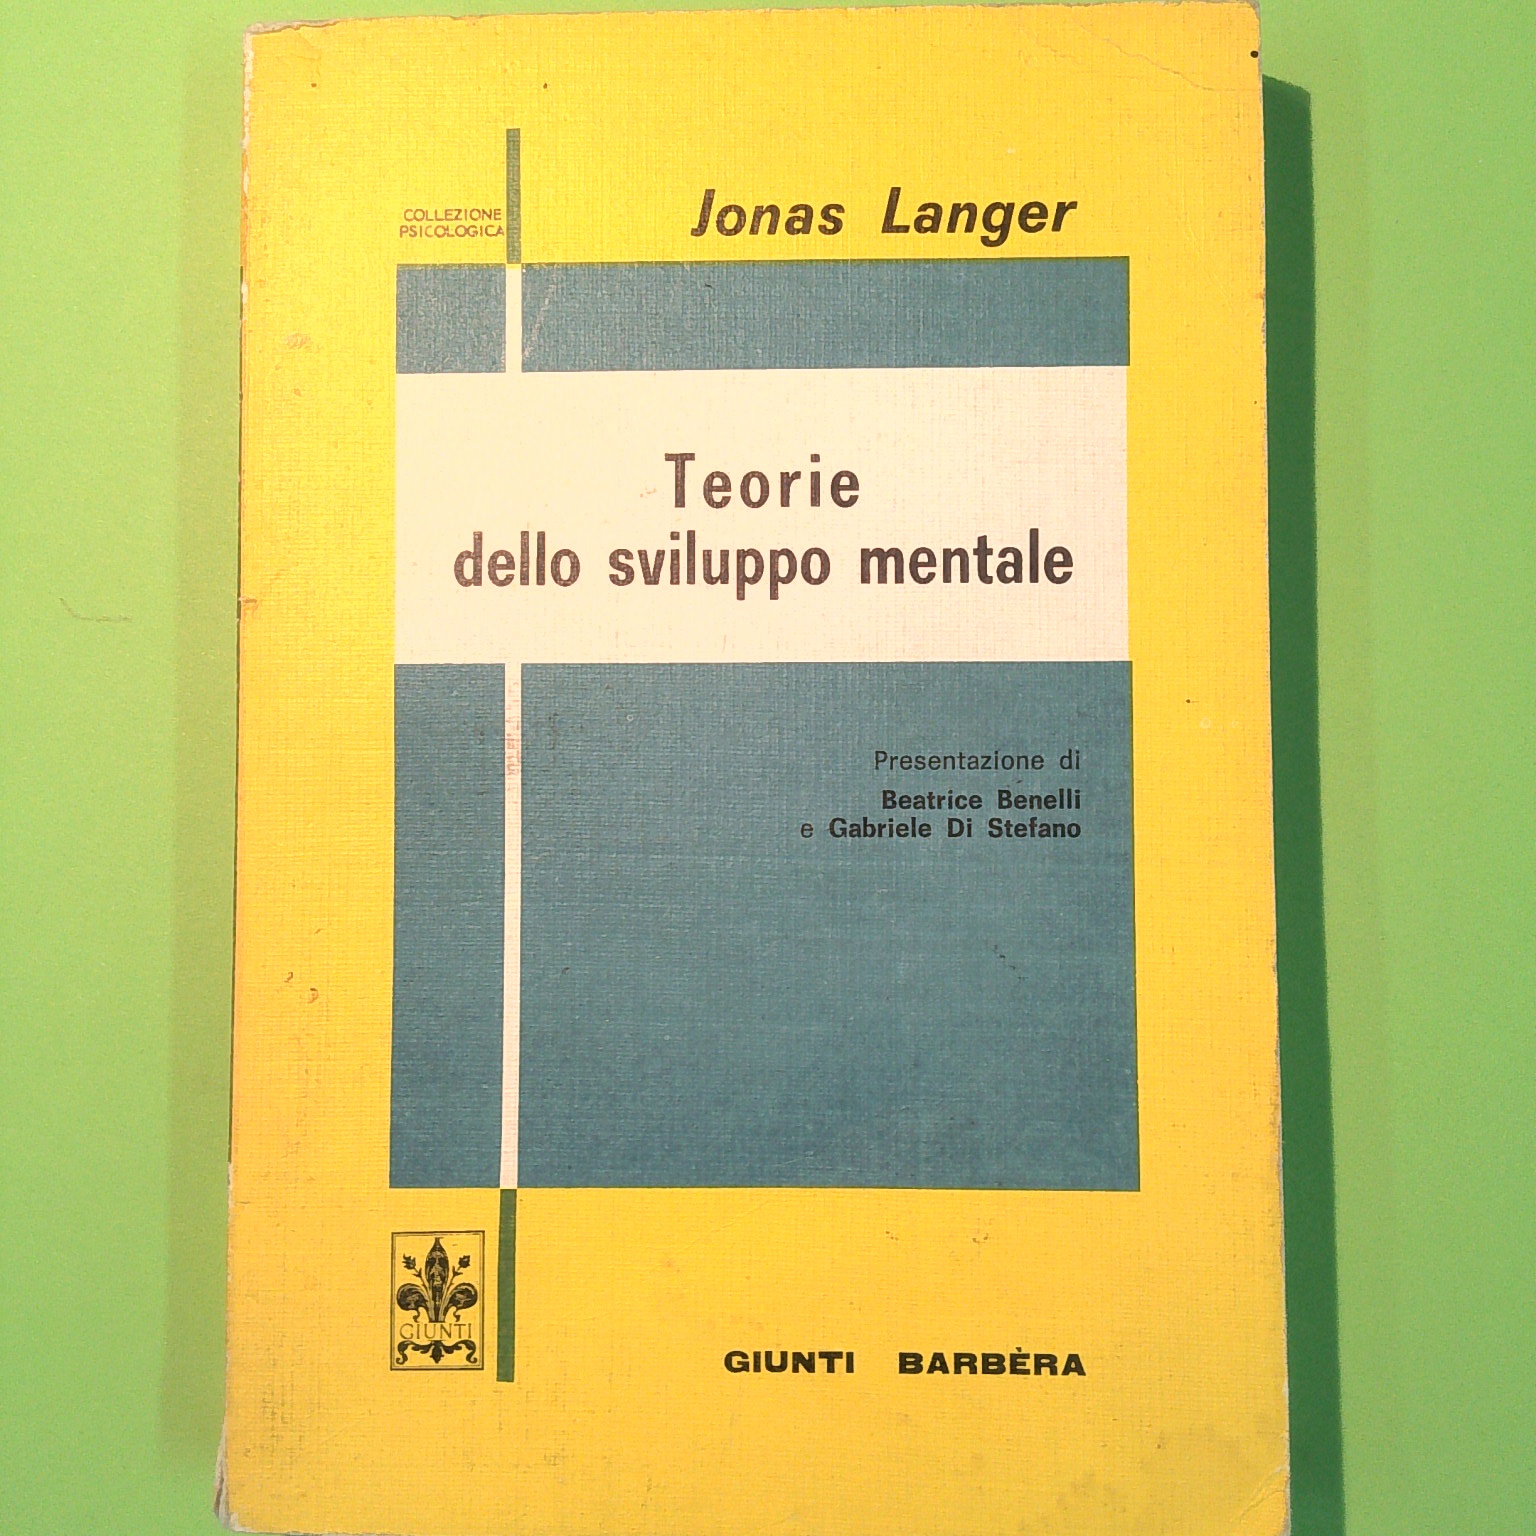 Jonas Langer
COLLEZIONE
PSICOLOGICA
Teorie
dello sviluppo mentale
Presentazione di
Beatrice Benelli
e Gabriele Di Stefano
GIUNTI
GIUNTI BARBÈRA